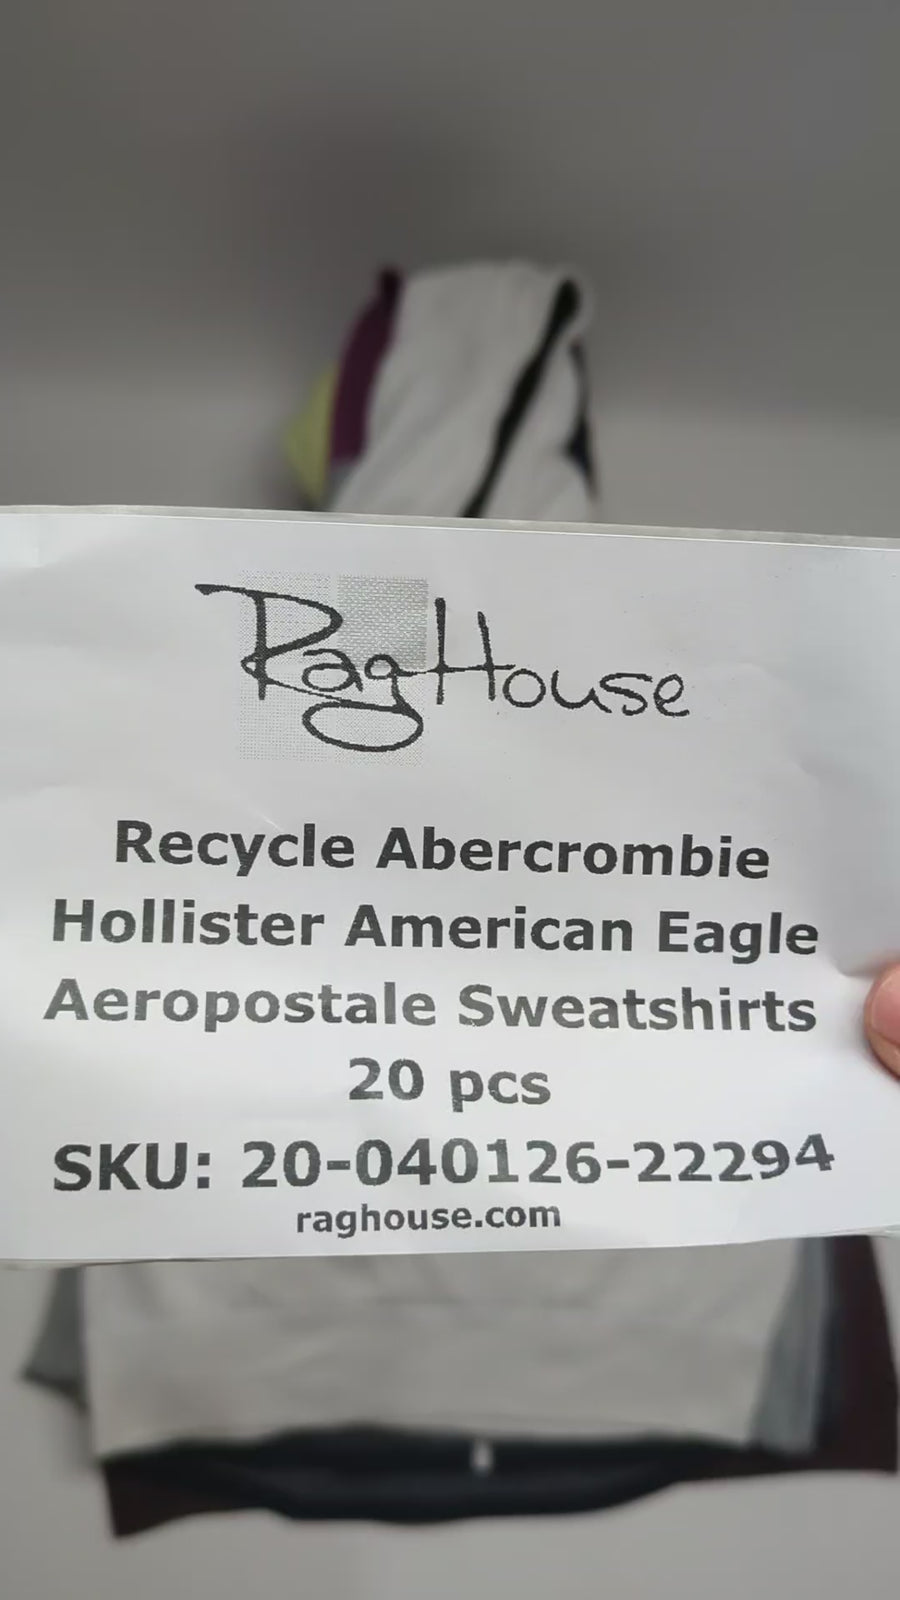 RagHouse
Recycle Abercrombie
Hollister American Eagle
Aeropostale Sweatshirts
20 pcs
SKU: 20-040126-22294
raghouse.com